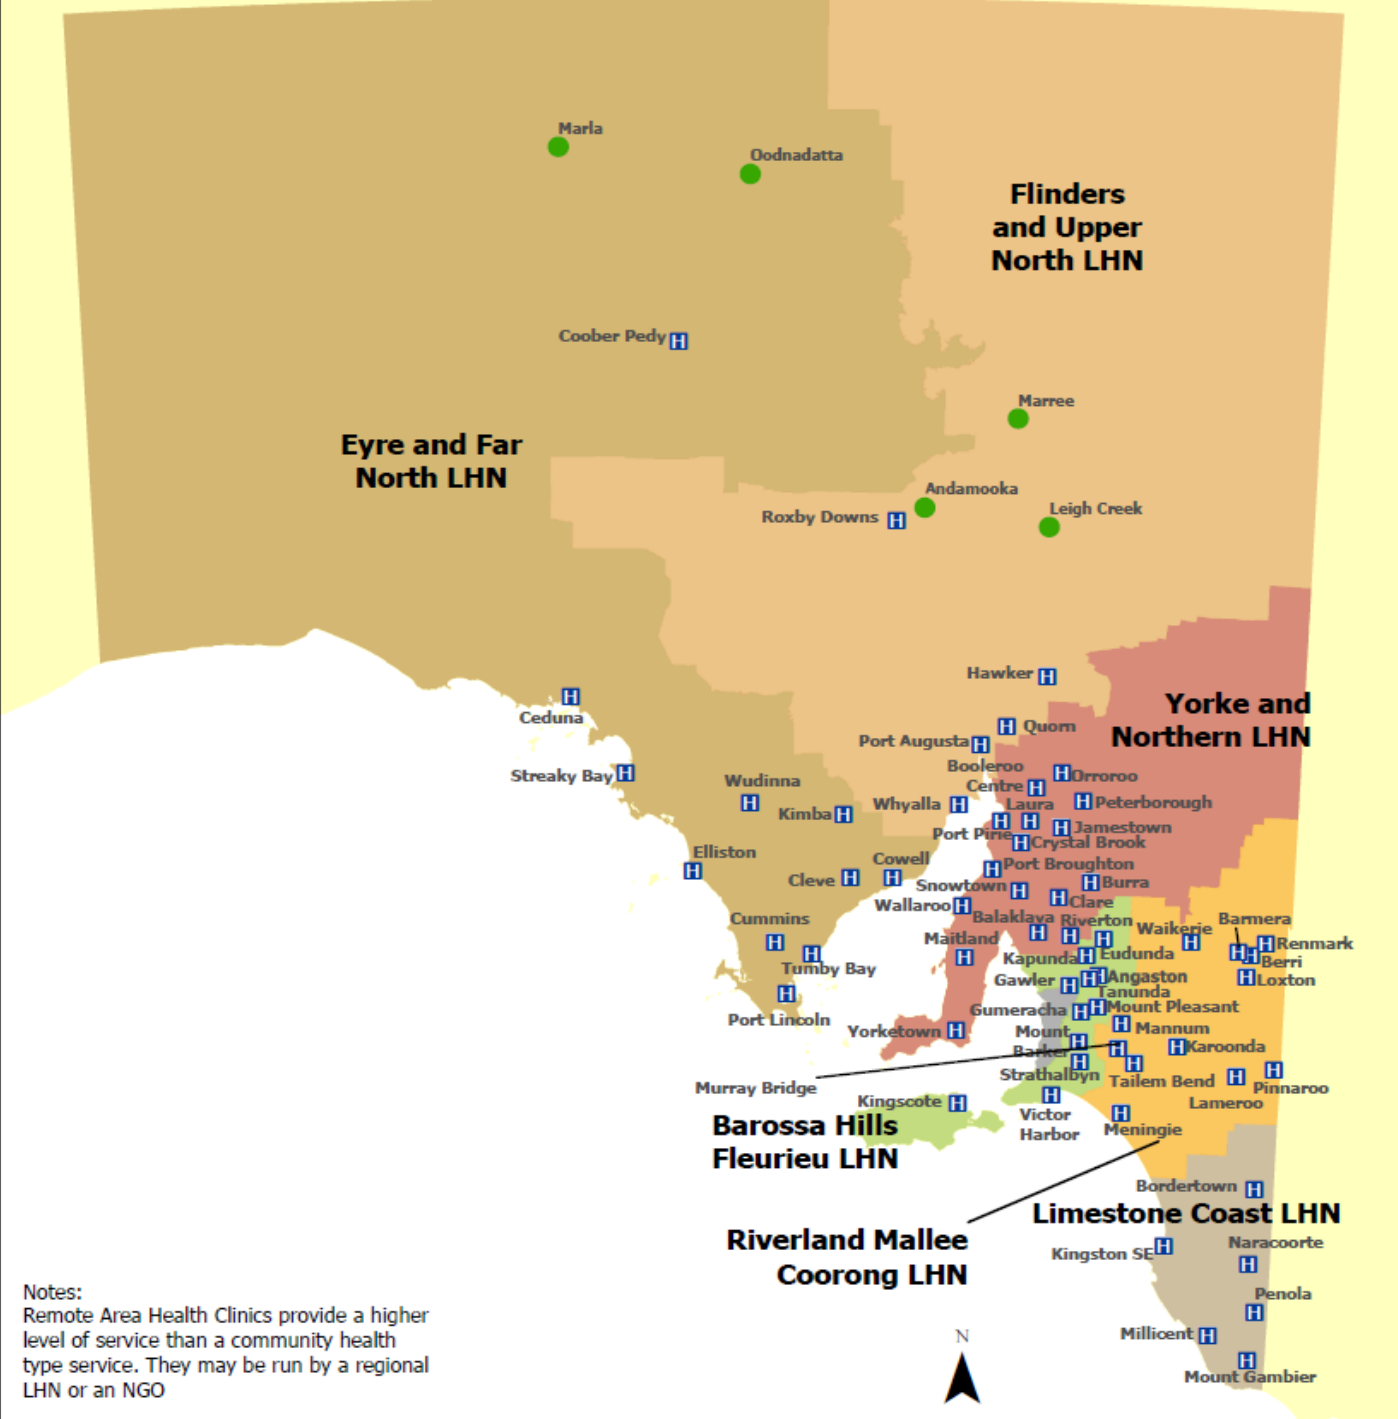 Marla
Oodnadatta
Flinders
and Upper
North LHN
Coober Pedy H
Marree
Eyre and Far
North LHN
Andamooka
Roxby Downs H
Leigh Creek
Hawker H
H
Ceduna
Yorke and
Northern LHN
H Quorn
Port Augusta H
Streaky Bay H
Booleroo
Centre H
H Orroroo
Wudinna
H
Kimba H
Whyalla H
Laura
H
H Peterborough
H
Port Pirie
H Jamestown
H Crystal Brook
Elliston
H
Cleve H
Cowell
H
H Port Broughton
Snowtown H
H Burra
Wallaroo H
H Clare
Cummins
H
Balaklava
H
Riverton
H
H
Eudunda
Waikerie
H
Barmera
H
H Renmark
H
Berri
H Loxton
Maitland
H
H
Tumby Bay
Kapunda H
H
Port Lincoln
Gawler H
H
Angaston
H
Tanunda
Gumeracha H
H Mount Pleasant
Yorketown H
Mount
Barker
H
H
Mannum
H
H Karoonda
Murray Bridge
H
Strathalbyn
H
Tailem Bend
H
Lameroo
H
Pinnaroo
Kingscote H
H
Victor
Harbor
H
Meningie
Barossa Hills
Fleurieu LHN
Bordertown H
Limestone Coast LHN
Riverland Mallee
Coorong LHN
Kingston SE H
Naracoorte
H
Penola
H
Millicent H
H
Mount Gambier
Notes:
Remote Area Health Clinics provide a higher
level of service than a community health
type service. They may be run by a regional
LHN or an NGO
N